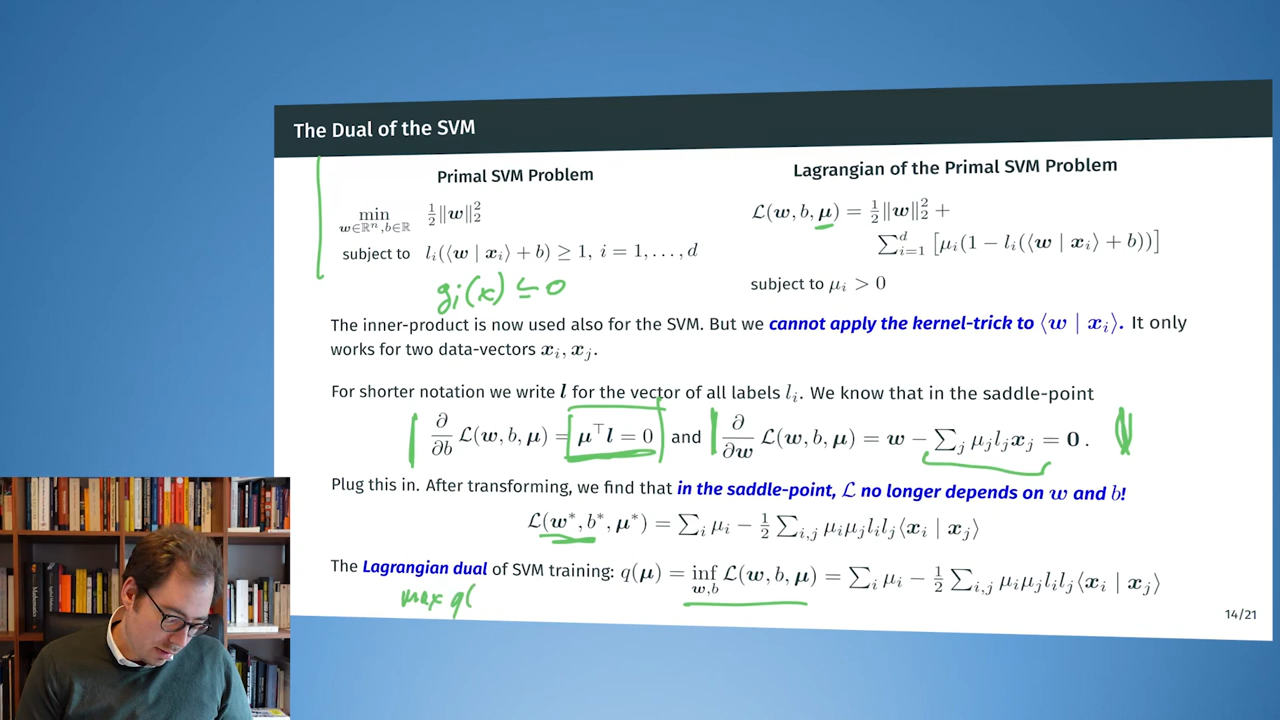 The Dual of the SVM
Primal SVM Problem
min w∈ℝⁿ,b∈ℝ ½‖w‖₂²
subject to lᵢ(⟨w | xᵢ⟩ + b) ≥ 1, i = 1, . . . , d
gᵢ(x) ≤ 0
Lagrangian of the Primal SVM Problem
ℒ(w, b, μ) = ½‖w‖₂² +
∑ᵢ₌₁ᵈ [μᵢ(1 − lᵢ(⟨w | xᵢ⟩ + b))]
subject to μᵢ > 0
The inner-product is now used also for the SVM. But we cannot apply the kernel-trick to ⟨w | xᵢ⟩. It only
works for two data-vectors xᵢ, xⱼ.
For shorter notation we write l for the vector of all labels lᵢ. We know that in the saddle-point
∂/∂b ℒ(w, b, μ) = μ⊤l = 0 and ∂/∂w ℒ(w, b, μ) = w − ∑ⱼ μⱼlⱼxⱼ = 0 .
Plug this in. After transforming, we find that in the saddle-point, ℒ no longer depends on w and b!
ℒ(w*, b*, μ*) = ∑ᵢ μᵢ − ½ ∑ᵢ,ⱼ μᵢμⱼlᵢlⱼ⟨xᵢ | xⱼ⟩
The Lagrangian dual of SVM training: q(μ) = inf w,b ℒ(w, b, μ) = ∑ᵢ μᵢ − ½ ∑ᵢ,ⱼ μᵢμⱼlᵢlⱼ⟨xᵢ | xⱼ⟩
max q(
14/21